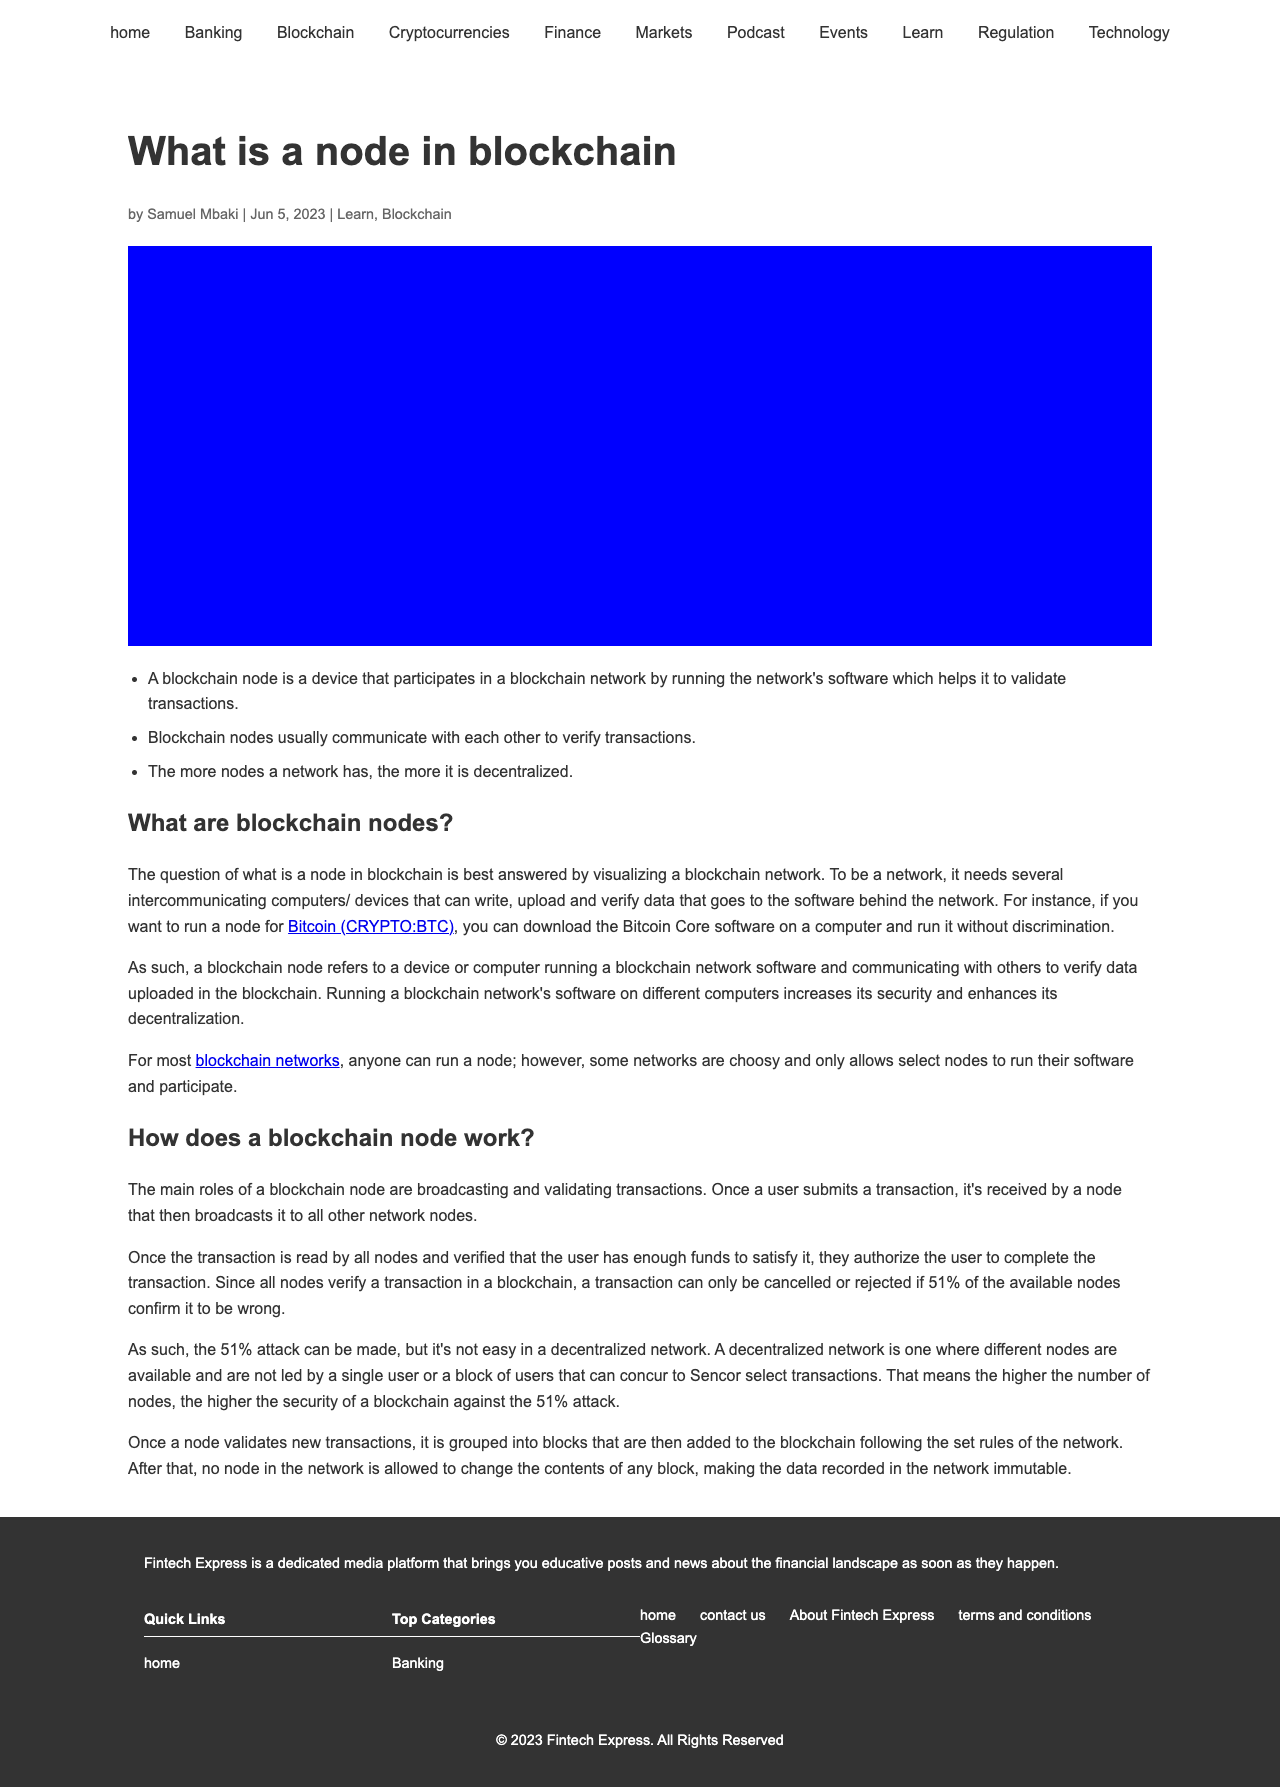 home Banking Blockchain Cryptocurrencies Finance Markets Podcast Events Learn Regulation Technology
What is a node in blockchain
by Samuel Mbaki | Jun 5, 2023 | Learn, Blockchain
• A blockchain node is a device that participates in a blockchain network by running the network's software which helps it to validate
transactions.
• Blockchain nodes usually communicate with each other to verify transactions.
• The more nodes a network has, the more it is decentralized.
What are blockchain nodes?
The question of what is a node in blockchain is best answered by visualizing a blockchain network. To be a network, it needs several
intercommunicating computers/ devices that can write, upload and verify data that goes to the software behind the network. For instance, if you
want to run a node for Bitcoin (CRYPTO:BTC), you can download the Bitcoin Core software on a computer and run it without discrimination.
As such, a blockchain node refers to a device or computer running a blockchain network software and communicating with others to verify data
uploaded in the blockchain. Running a blockchain network's software on different computers increases its security and enhances its
decentralization.
For most blockchain networks, anyone can run a node; however, some networks are choosy and only allows select nodes to run their software
and participate.
How does a blockchain node work?
The main roles of a blockchain node are broadcasting and validating transactions. Once a user submits a transaction, it's received by a node
that then broadcasts it to all other network nodes.
Once the transaction is read by all nodes and verified that the user has enough funds to satisfy it, they authorize the user to complete the
transaction. Since all nodes verify a transaction in a blockchain, a transaction can only be cancelled or rejected if 51% of the available nodes
confirm it to be wrong.
As such, the 51% attack can be made, but it's not easy in a decentralized network. A decentralized network is one where different nodes are
available and are not led by a single user or a block of users that can concur to Sencor select transactions. That means the higher the number of
nodes, the higher the security of a blockchain against the 51% attack.
Once a node validates new transactions, it is grouped into blocks that are then added to the blockchain following the set rules of the network.
After that, no node in the network is allowed to change the contents of any block, making the data recorded in the network immutable.
Fintech Express is a dedicated media platform that brings you educative posts and news about the financial landscape as soon as they happen.
Quick Links
home
Top Categories
Banking
home contact us About Fintech Express terms and conditions
Glossary
© 2023 Fintech Express. All Rights Reserved